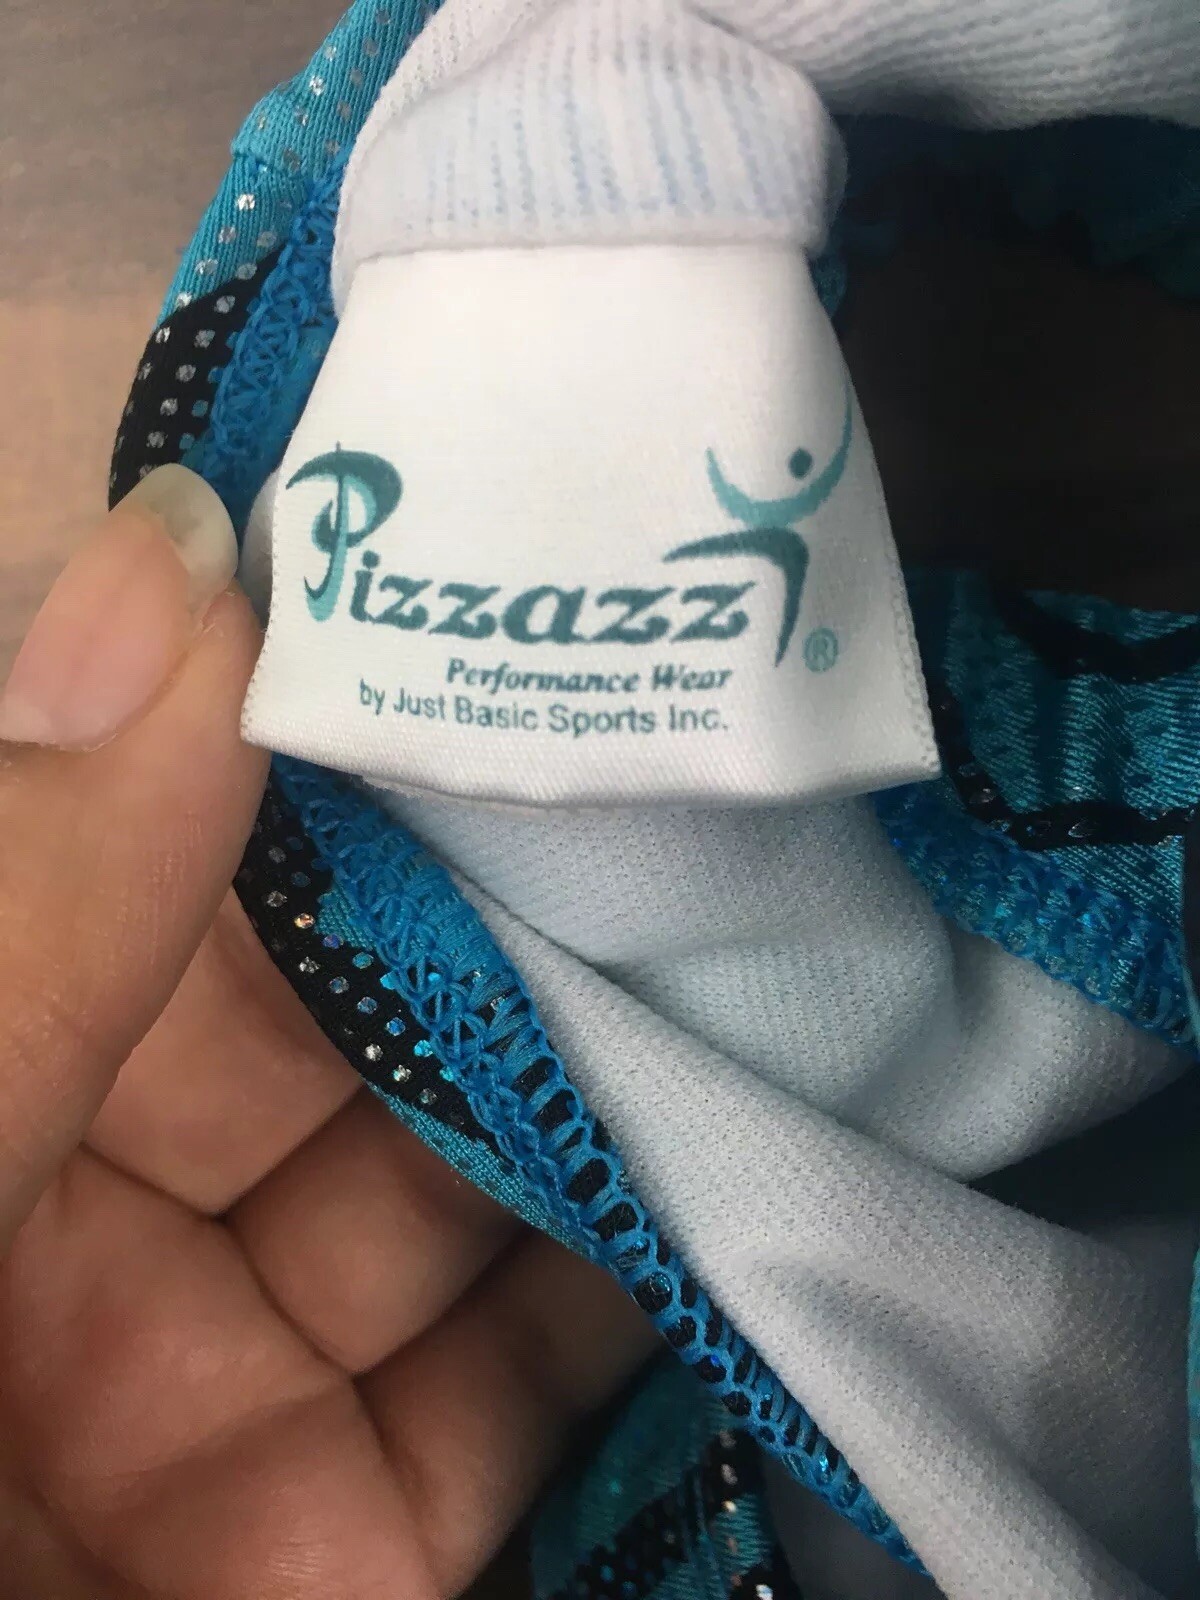 Pizzazz®
Performance Wear
by Just Basic Sports Inc.